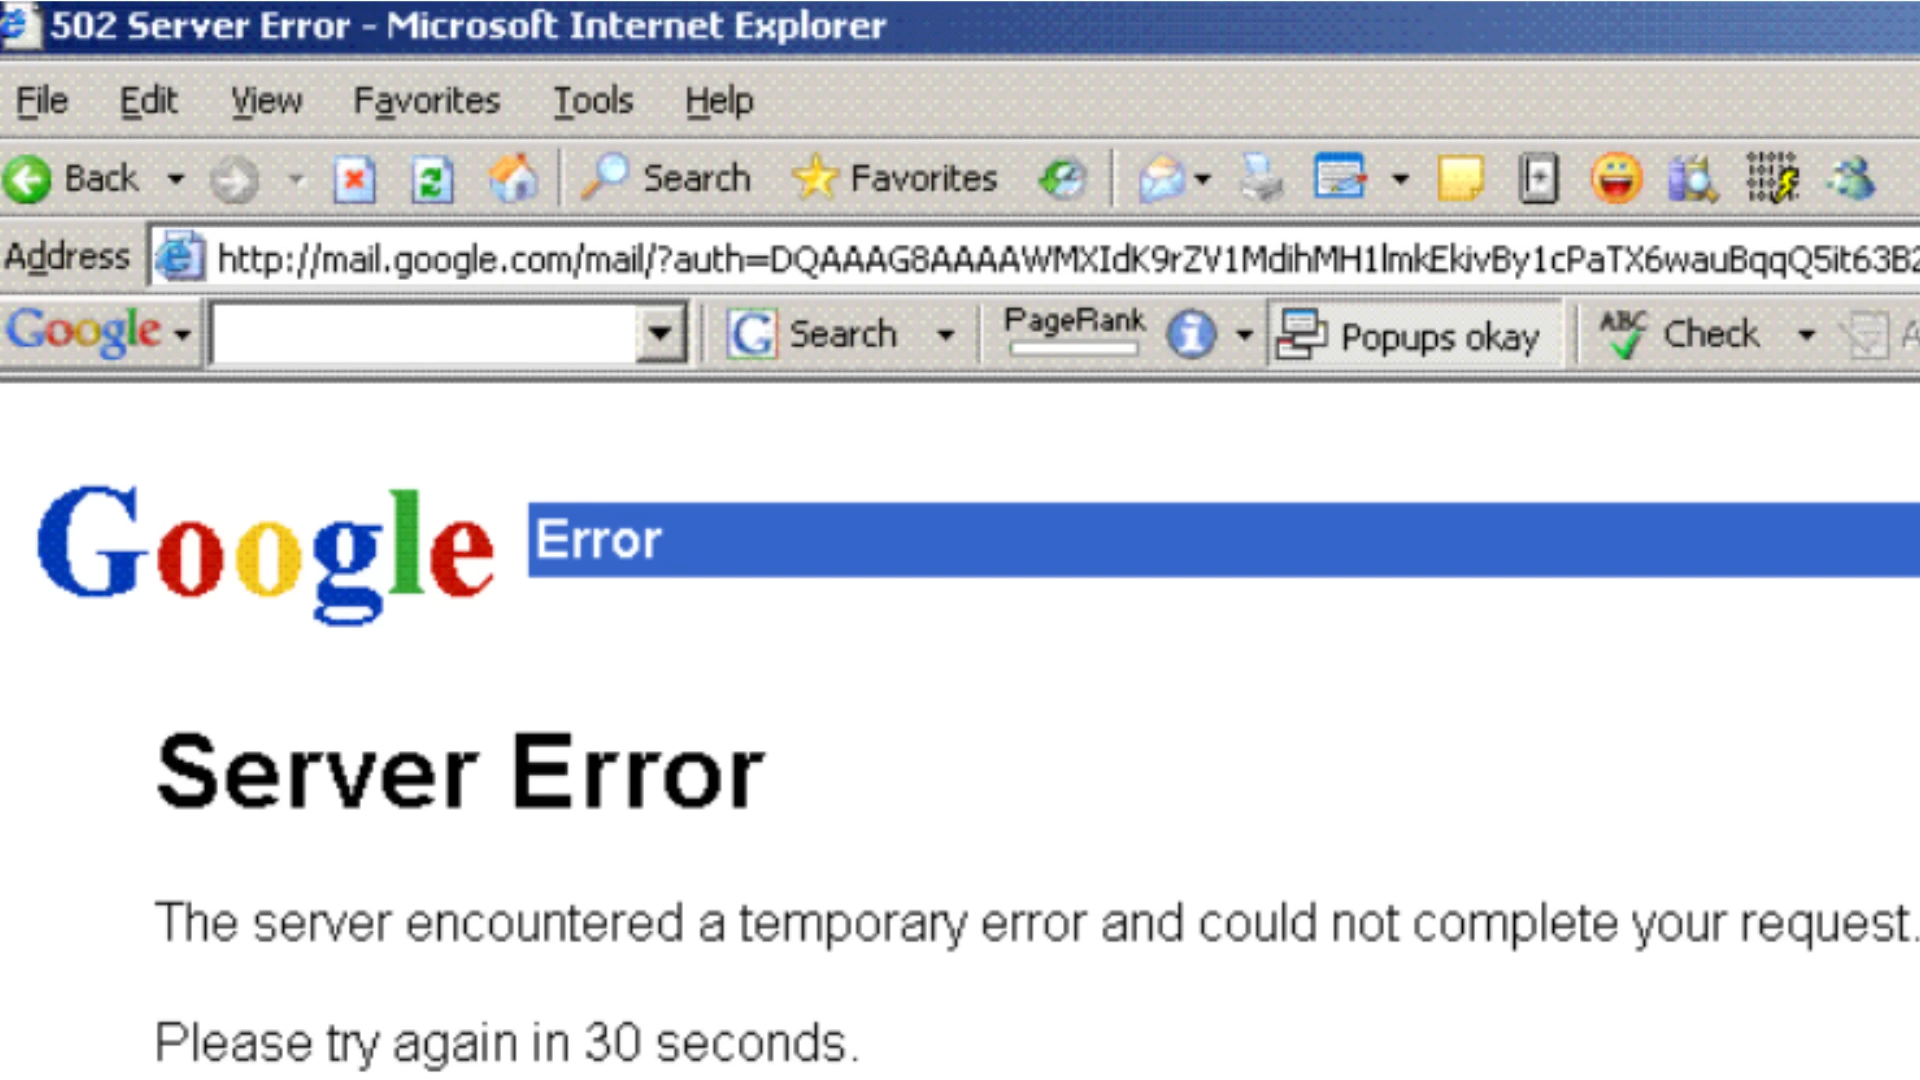 502 Server Error - Microsoft Internet Explorer
File Edit View Favorites Tools Help
Back Search Favorites
Address http://mail.google.com/mail/?auth=DQAAAG8AAAAWMXIdK9rZV1MdihMH1lmkEkivBy1cPaTX6wauBqqQ5it63B2
Google Search PageRank Popups okay ABC Check
Google Error
Server Error
The server encountered a temporary error and could not complete your request.
Please try again in 30 seconds.